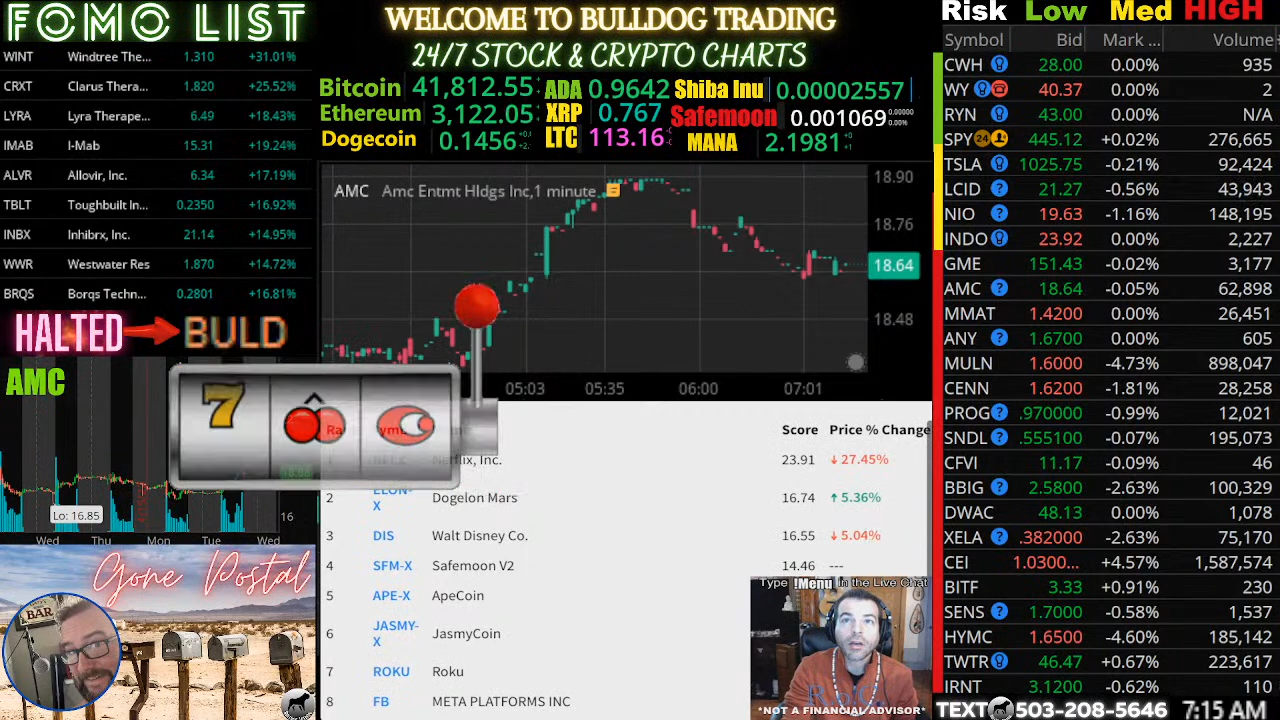 FOMO LIST
WINT Windtree The... 1.310 +31.01%
CRXT Clarus Thera... 1.820 +25.52%
LYRA Lyra Therape... 6.49 +18.43%
IMAB I-Mab 15.31 +19.24%
ALVR Allovir, Inc. 6.34 +17.19%
TBLT Toughbuilt In... 0.2350 +16.92%
INBX Inhibrx, Inc. 21.14 +14.95%
WWR Westwater Res 1.870 +14.72%
BRQS Borqs Techn... 0.2801 +16.81%
HALTED BULD
AMC
7
Lo: 16.85
16
Wed Thu Mon Tue Wed
Gone Postal
BAR
WELCOME TO BULLDOG TRADING
24/7 STOCK & CRYPTO CHARTS
Bitcoin 41,812.55 ADA 0.9642 Shiba Inu 0.00002557
Ethereum 3,122.05 XRP 0.767 Safemoon 0.001069 0.00000 0.00%
Dogecoin 0.1456 LTC 113.16 MANA 2.1981
AMC Amc Entmt Hldgs Inc,1 minute
18.90
18.76
18.64
18.48
05:03 05:35 06:00 07:01
Score Price % Change
Netflix, Inc. 23.91 ↓ 27.45%
2 ELON-X Dogelon Mars 16.74 ↑ 5.36%
3 DIS Walt Disney Co. 16.55 ↓ 5.04%
4 SFM-X Safemoon V2 14.46 ---
5 APE-X ApeCoin
6 JASMY-X JasmyCoin
7 ROKU Roku
8 FB META PLATFORMS INC
Type !Menu In the Live Chat
*NOT A FINANCIAL ADVISOR*
Risk Low Med HIGH
Symbol Bid Mark ... Volume
CWH 28.00 0.00% 935
WY 40.37 0.00% 2
RYN 43.00 0.00% N/A
SPY 24 445.12 +0.02% 276,665
TSLA 1025.75 -0.21% 92,424
LCID 21.27 -0.56% 43,943
NIO 19.63 -1.16% 148,195
INDO 23.92 0.00% 2,227
GME 151.43 -0.02% 3,177
AMC 18.64 -0.05% 62,898
MMAT 1.4200 0.00% 26,451
ANY 1.6700 0.00% 605
MULN 1.6000 -4.73% 898,047
CENN 1.6200 -1.81% 28,258
PROG .970000 -0.99% 12,021
SNDL .555100 -0.07% 195,073
CFVI 11.17 -0.09% 46
BBIG 2.5800 -2.63% 100,329
DWAC 48.13 0.00% 1,078
XELA .382000 -2.63% 75,170
CEI 1.0300... +4.57% 1,587,574
BITF 3.33 +0.91% 230
SENS 1.7000 -0.58% 1,537
HYMC 1.6500 -4.60% 185,142
TWTR 46.47 +0.67% 223,617
IRNT 3.1200 -0.62% 110
TEXT 503-208-5646 7:15 AM